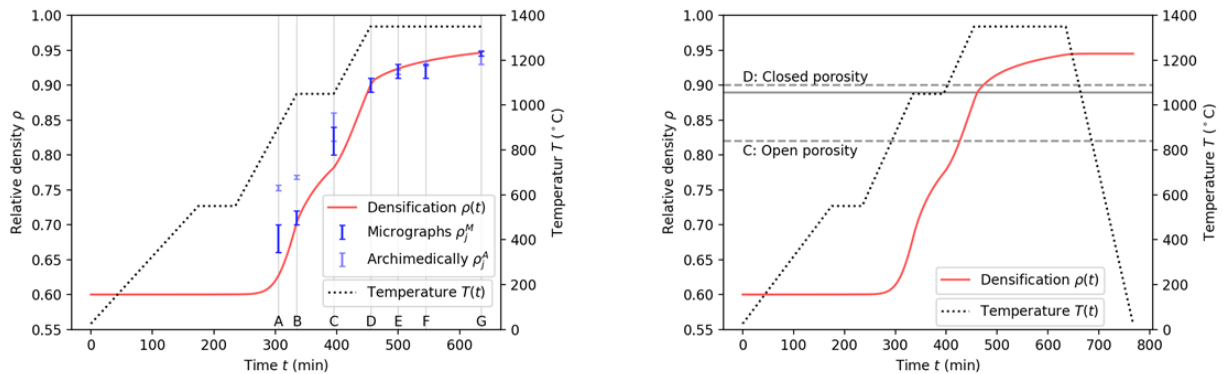 1.00
0.95
0.90
0.85
0.80
0.75
0.70
0.65
0.60
0.55
Relative density ρ
1400
1200
1000
800
600
400
200
0
Temperatur T (°C)
Densification ρ(t)
Micrographs ρⱼᴹ
Archimedically ρⱼᴬ
Temperature T(t)
A B C D E F G
0 100 200 300 400 500 600
Time t (min)
1.00
0.95
0.90
0.85
0.80
0.75
0.70
0.65
0.60
0.55
Relative density ρ
1400
1200
1000
800
600
400
200
0
Temperatur T (°C)
D: Closed porosity
C: Open porosity
Densification ρ(t)
Temperature T(t)
0 100 200 300 400 500 600 700 800
Time t (min)